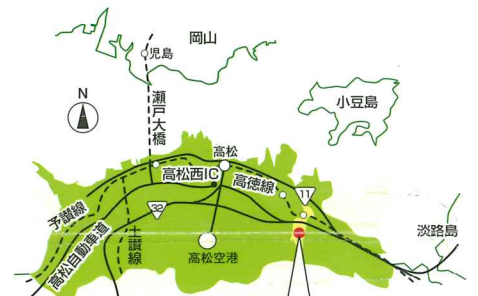 岡山
児島
N
瀬戸大橋
小豆島
高松
高松西IC
高徳線
11
予讃線
32
高松自動車道
土讃線
高松空港
淡路島